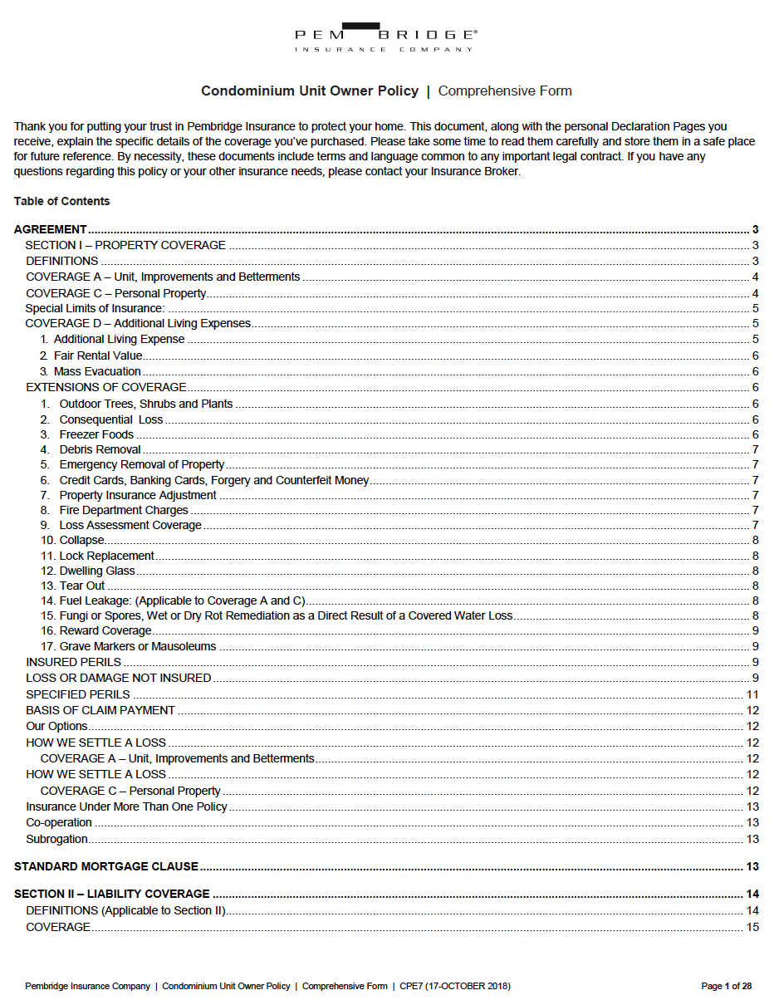 PEMBRIDGE®
INSURANCE COMPANY
Condominium Unit Owner Policy | Comprehensive Form
Thank you for putting your trust in Pembridge Insurance to protect your home. This document, along with the personal Declaration Pages you
receive, explain the specific details of the coverage you've purchased. Please take some time to read them carefully and store them in a safe place
for future reference. By necessity, these documents include terms and language common to any important legal contract. If you have any
questions regarding this policy or your other insurance needs, please contact your Insurance Broker.
Table of Contents
AGREEMENT 3
SECTION I – PROPERTY COVERAGE 3
DEFINITIONS 3
COVERAGE A – Unit, Improvements and Betterments 4
COVERAGE C – Personal Property 4
Special Limits of Insurance: 5
COVERAGE D – Additional Living Expenses 5
1. Additional Living Expense 5
2. Fair Rental Value 6
3. Mass Evacuation 6
EXTENSIONS OF COVERAGE 6
1. Outdoor Trees, Shrubs and Plants 6
2. Consequential Loss 6
3. Freezer Foods 6
4. Debris Removal 7
5. Emergency Removal of Property 7
6. Credit Cards, Banking Cards, Forgery and Counterfeit Money 7
7. Property Insurance Adjustment 7
8. Fire Department Charges 7
9. Loss Assessment Coverage 7
10. Collapse 8
11. Lock Replacement 8
12. Dwelling Glass 8
13. Tear Out 8
14. Fuel Leakage: (Applicable to Coverage A and C) 8
15. Fungi or Spores, Wet or Dry Rot Remediation as a Direct Result of a Covered Water Loss 8
16. Reward Coverage 9
17. Grave Markers or Mausoleums 9
INSURED PERILS 9
LOSS OR DAMAGE NOT INSURED 9
SPECIFIED PERILS 11
BASIS OF CLAIM PAYMENT 12
Our Options 12
HOW WE SETTLE A LOSS 12
COVERAGE A – Unit, Improvements and Betterments 12
HOW WE SETTLE A LOSS 12
COVERAGE C – Personal Property 12
Insurance Under More Than One Policy 13
Co-operation 13
Subrogation 13
STANDARD MORTGAGE CLAUSE 13
SECTION II – LIABILITY COVERAGE 14
DEFINITIONS (Applicable to Section II) 14
COVERAGE 15
Pembridge Insurance Company | Condominium Unit Owner Policy | Comprehensive Form | CPE7 (17-OCTOBER 2018) Page 1 of 28